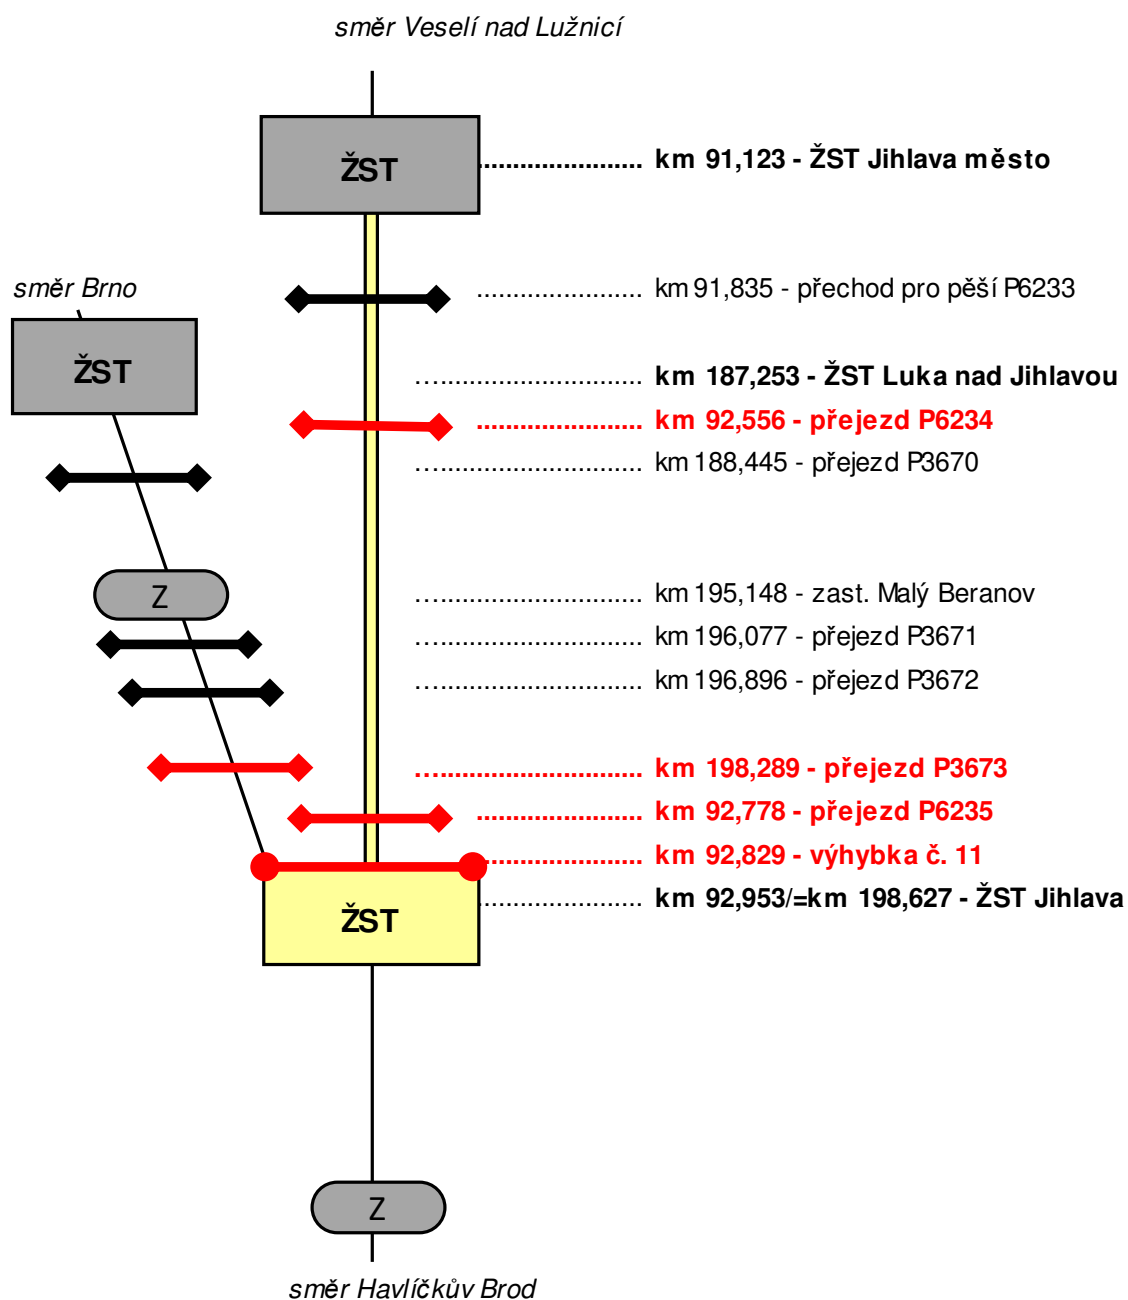 směr Veselí nad Lužnicí
ŽST
km 91,123 - ŽST Jihlava město
směr Brno
km 91,835 - přechod pro pěší P6233
ŽST
km 187,253 - ŽST Luka nad Jihlavou
km 92,556 - přejezd P6234
km 188,445 - přejezd P3670
Z
km 195,148 - zast. Malý Beranov
km 196,077 - přejezd P3671
km 196,896 - přejezd P3672
km 198,289 - přejezd P3673
km 92,778 - přejezd P6235
km 92,829 - výhybka č. 11
km 92,953/=km 198,627 - ŽST Jihlava
ŽST
Z
směr Havlíčkův Brod